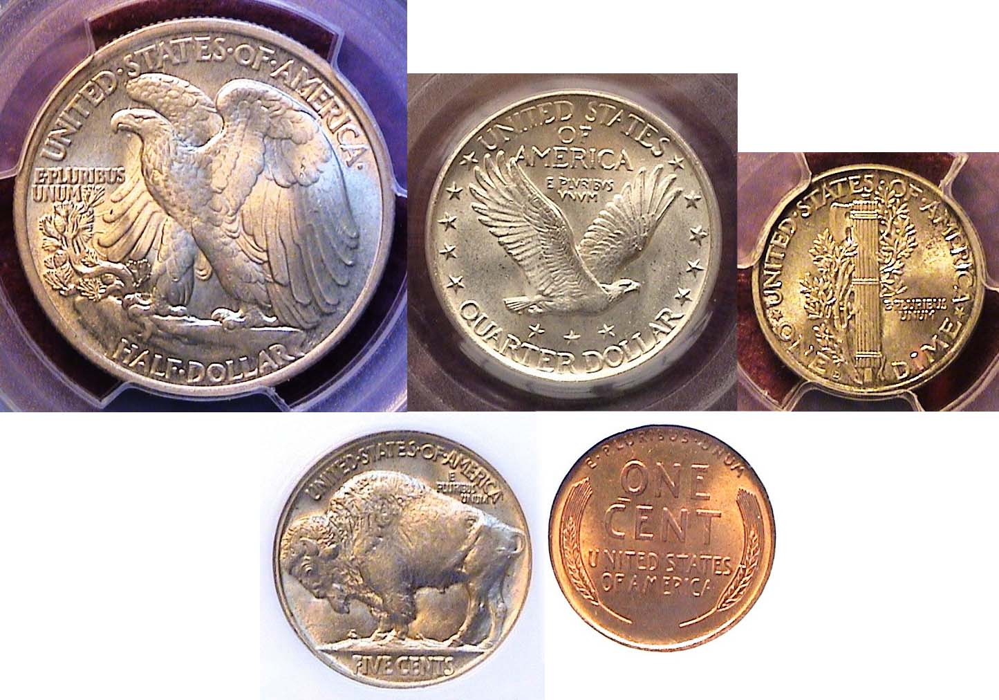 UNITED·STATES·OF·AMERICA·
E·PLURIBUS
UNUM
HALF·DOLLAR
UNITED STATES
OF
AMERICA
E PLVRIBVS
VNVM
QUARTER DOLLAR
UNITED·STATES·OF·AMERICA
E·PLURIBUS
UNUM
ONE DIME
D
UNITED·STATES·OF·AMERICA
E
PLURIBUS
UNUM
FIVE CENTS
E·PLURIBUS·UNUM
ONE
CENT
UNITED STATES
OF AMERICA